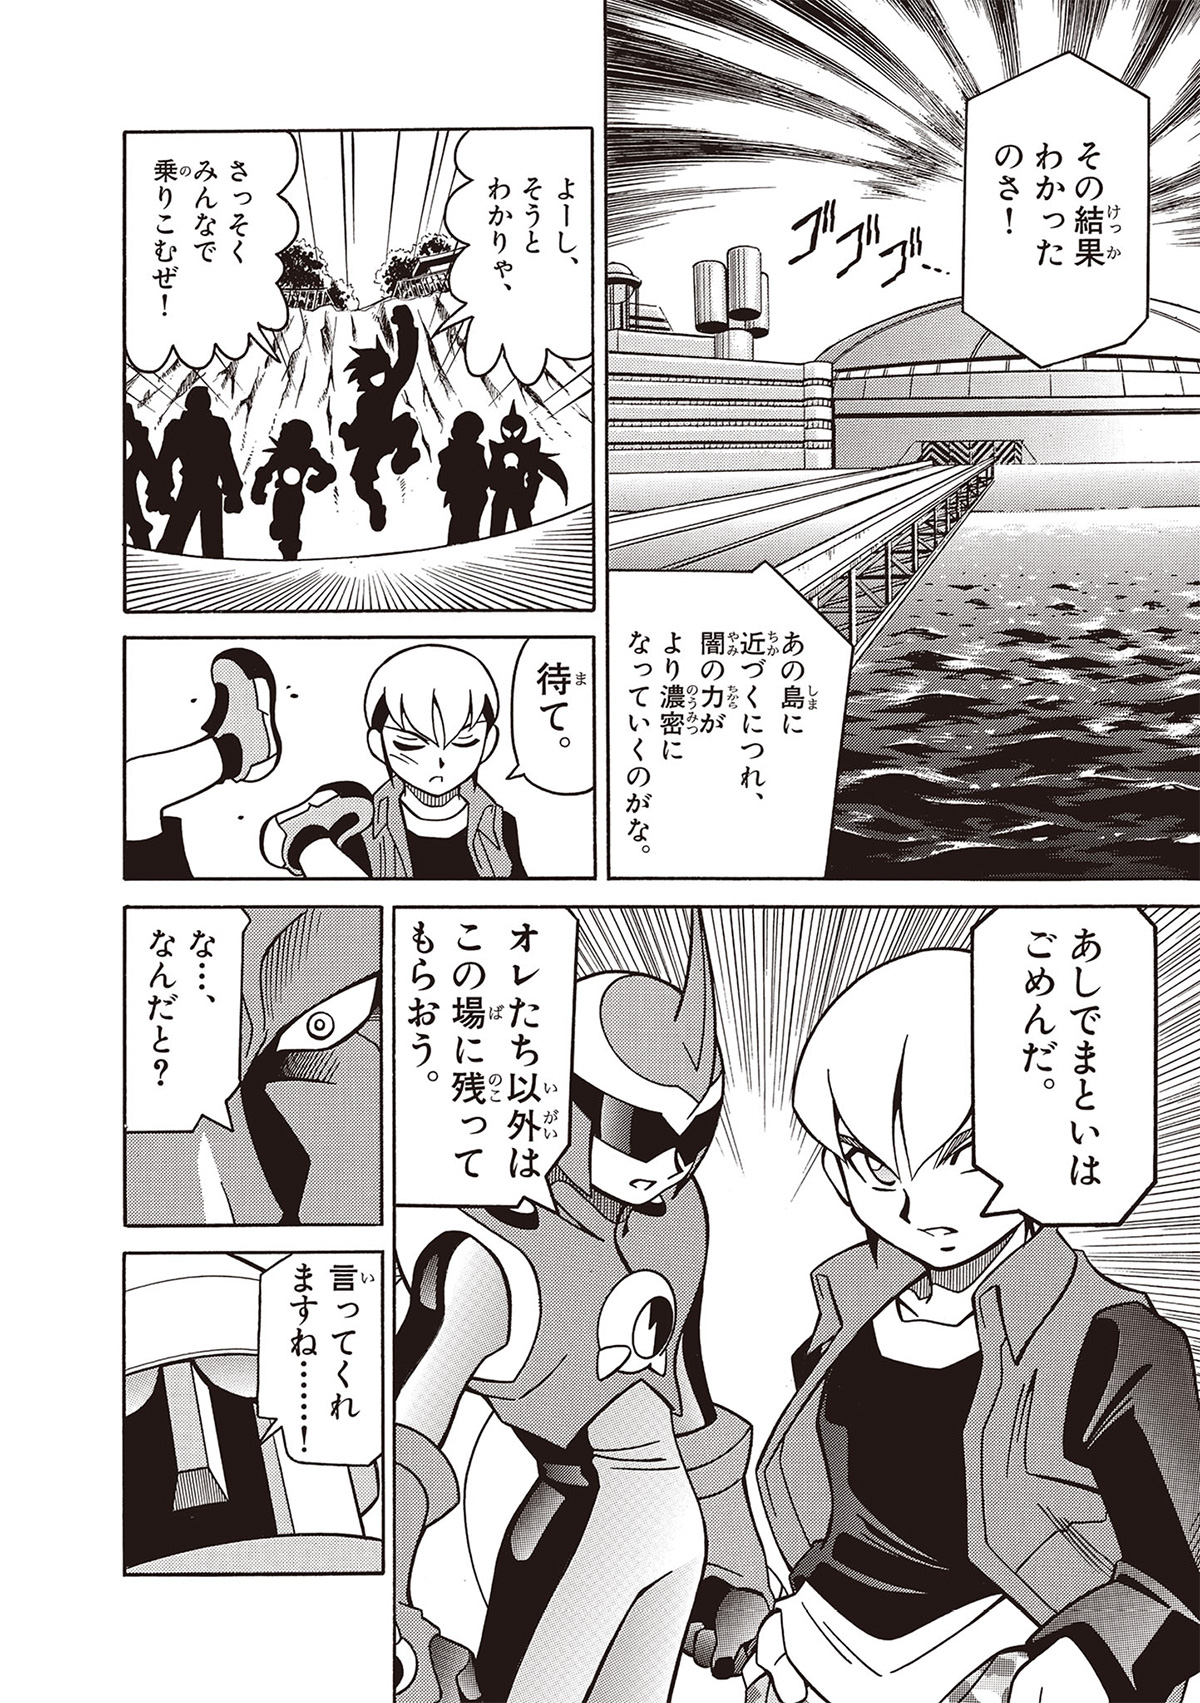 その結果
わかった
のさ!
ゴゴゴ…
あの島に
近づくにつれ、
闇の力が
より濃密に
なっていくのがな。
よーし、
そうと
わかりゃ、
さっそく
みんなで
乗りこむぜ!
待て。
あしでまといは
ごめんだ。
オレたち以外は
この場に残って
もらおう。
な…、
なんだと?
言ってくれ
ますね……!